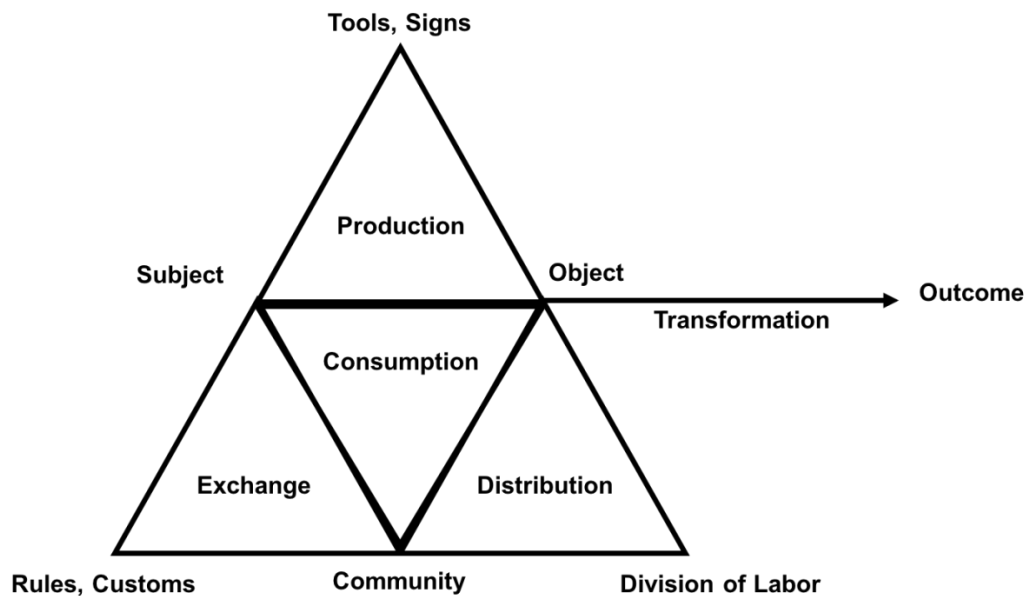 Tools, Signs
Production
Subject
Object
Outcome
Transformation
Consumption
Exchange
Distribution
Rules, Customs
Community
Division of Labor